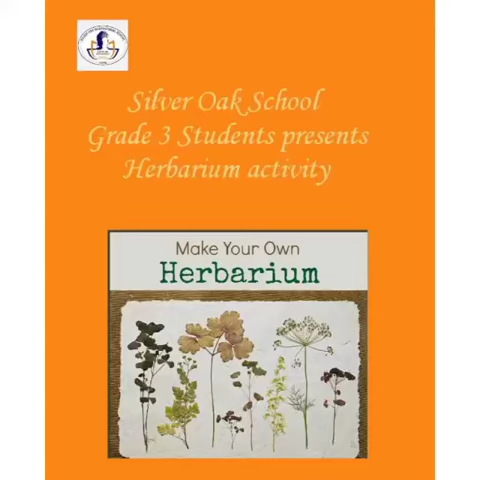 Silver Oak School
Grade 3 Students presents
Herbarium activity
Make Your Own
Herbarium